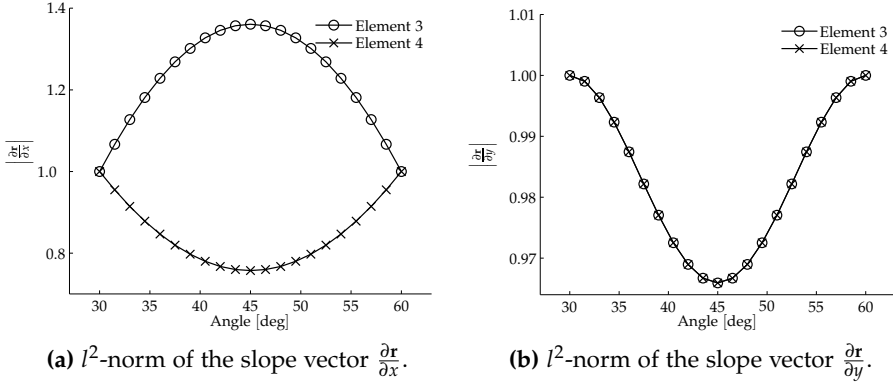 1.4
1.2
1.0
0.8
30 35 40 45 50 55 60
Angle [deg]
|∂r/∂x|
Element 3
Element 4
(a) l²-norm of the slope vector ∂r/∂x.
1.01
1.00
0.99
0.98
0.97
30 35 40 45 50 55 60
Angle [deg]
|∂r/∂y|
Element 3
Element 4
(b) l²-norm of the slope vector ∂r/∂y.